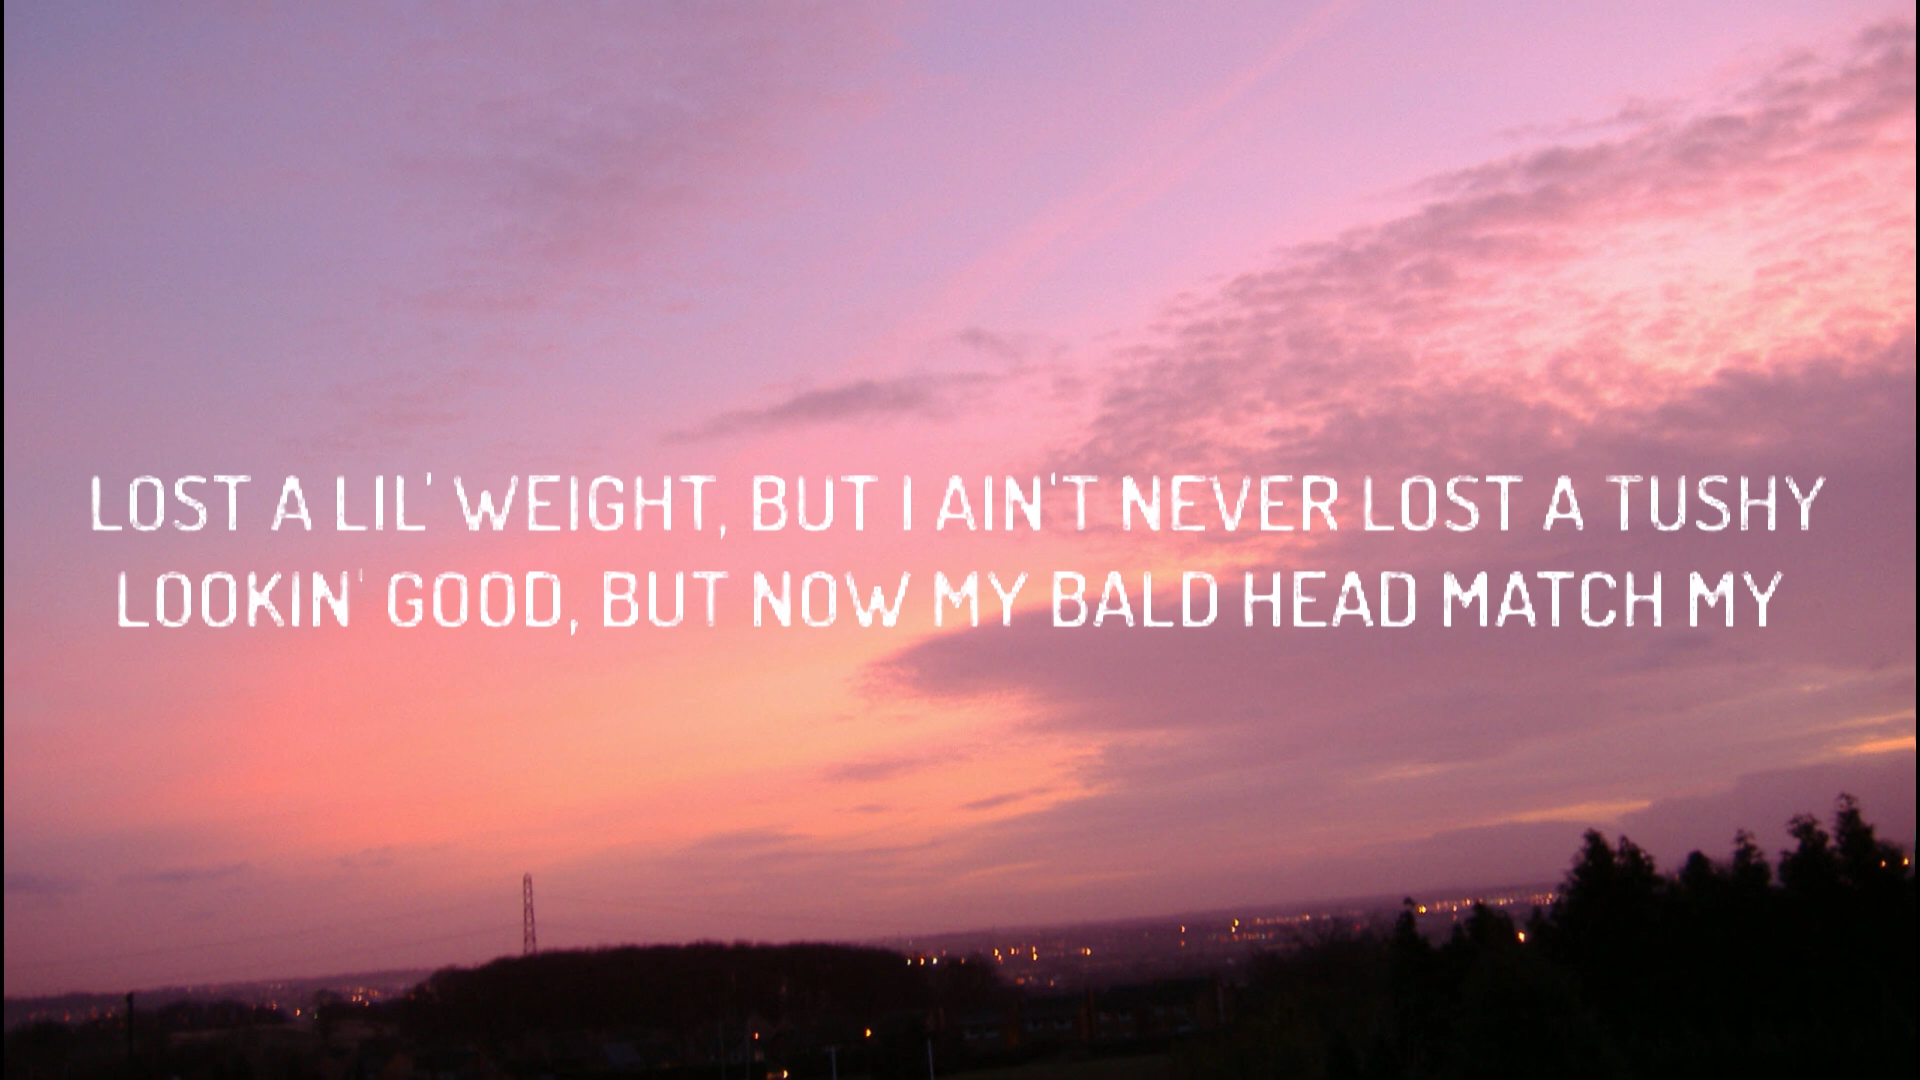 LOST A LIL' WEIGHT, BUT I AIN'T NEVER LOST A TUSHY
LOOKIN' GOOD, BUT NOW MY BALD HEAD MATCH MY